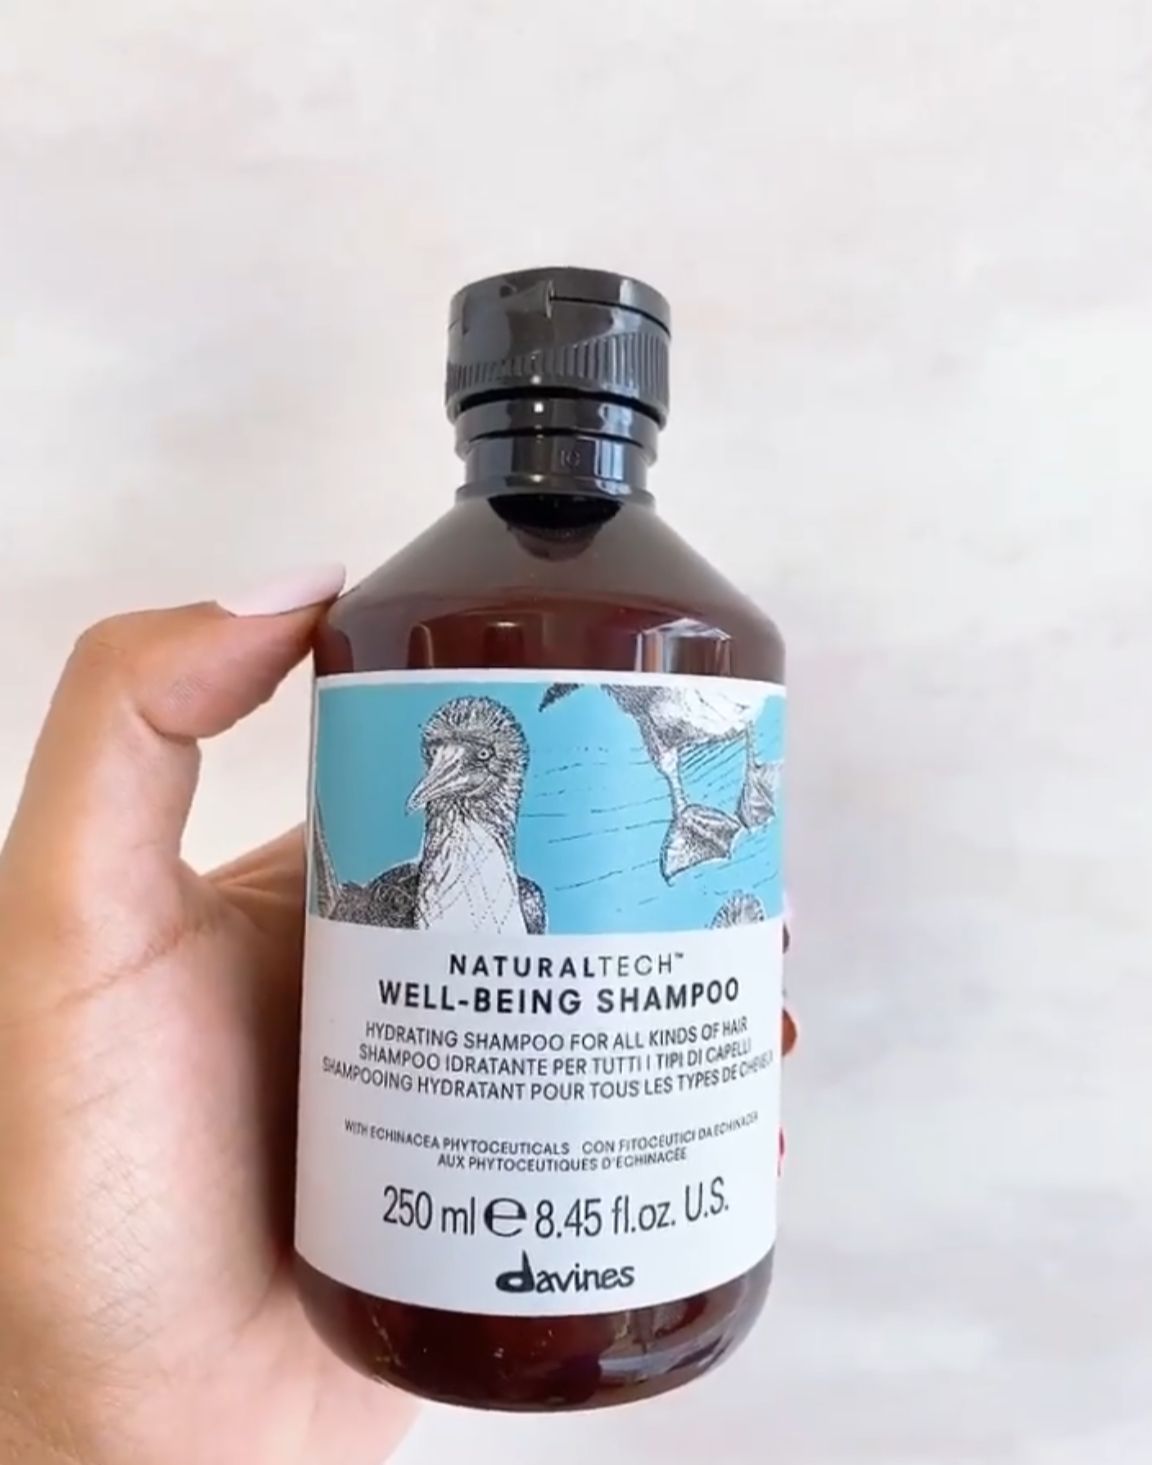 NATURALTECH™
WELL-BEING SHAMPOO
HYDRATING SHAMPOO FOR ALL KINDS OF HAIR
SHAMPOO IDRATANTE PER TUTTI I TIPI DI CAPELLI
SHAMPOOING HYDRATANT POUR TOUS LES TYPES DE CHEVEUX
WITH ECHINACEA PHYTOCEUTICALS CON FITOCEUTICI DA ECHINACEA
AUX PHYTOCEUTIQUES D'ECHINACÉE
250 ml ℮ 8.45 fl.oz. U.S.
davines